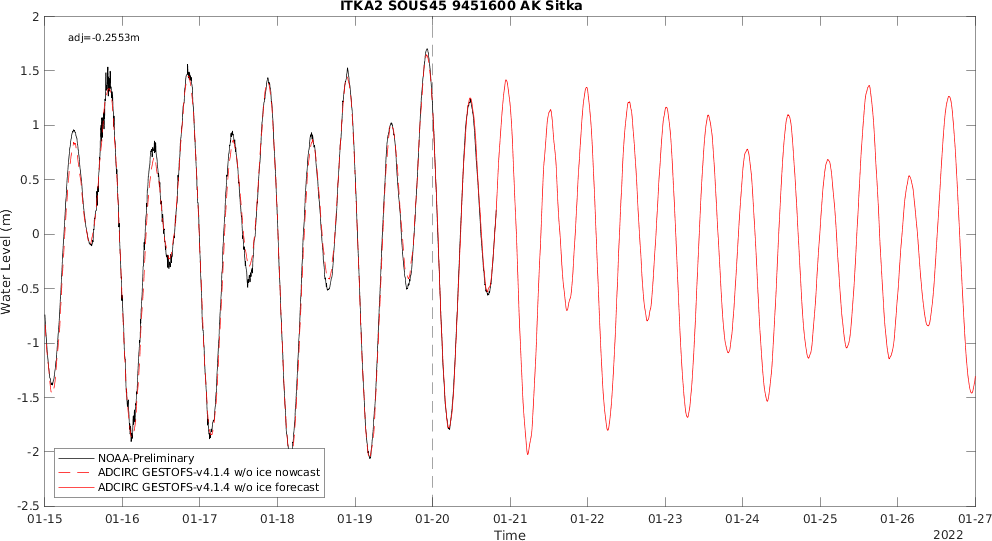 ITKA2 SOUS45 9451600 AK Sitka
adj=-0.2553m
2
1.5
1
0.5
0
-0.5
-1
-1.5
-2
-2.5
Water Level (m)
NOAA-Preliminary
ADCIRC GESTOFS-v4.1.4 w/o ice nowcast
ADCIRC GESTOFS-v4.1.4 w/o ice forecast
01-15 01-16 01-17 01-18 01-19 01-20 01-21 01-22 01-23 01-24 01-25 01-26 01-27
Time
2022